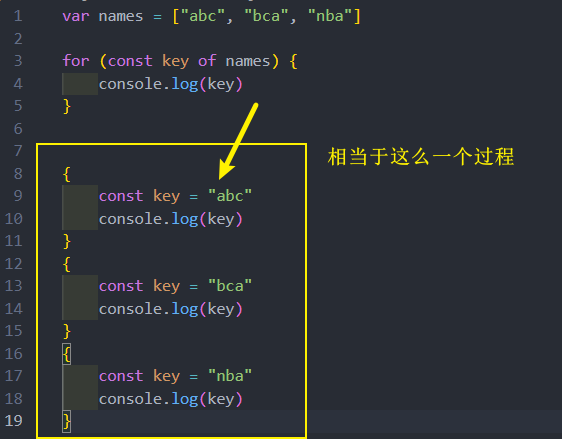 1 var names = ["abc", "bca", "nba"]
2
3 for (const key of names) {
4     console.log(key)
5 }
6
7
8 {
9     const key = "abc"
10     console.log(key)
11 }
12 {
13     const key = "bca"
14     console.log(key)
15 }
16 {
17     const key = "nba"
18     console.log(key)
19 }
相当于这么一个过程